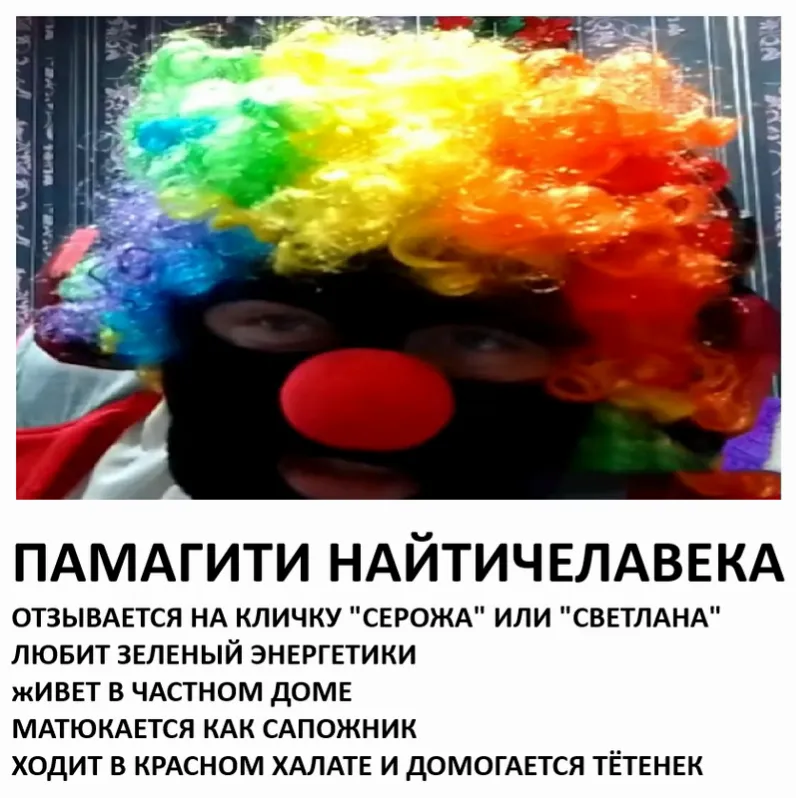 ПАМАГИТИ НАЙТИЧЕЛАВЕКА
ОТЗЫВАЕТСЯ НА КЛИЧКУ "СЕРОЖА" ИЛИ "СВЕТЛАНА"
ЛЮБИТ ЗЕЛЕНЫЙ ЭНЕРГЕТИКИ
жИВЕТ В ЧАСТНОМ ДОМЕ
МАТЮКАЕТСЯ КАК САПОЖНИК
ХОДИТ В КРАСНОМ ХАЛАТЕ И ДОМОГАЕТСЯ ТЁТЕНЕК